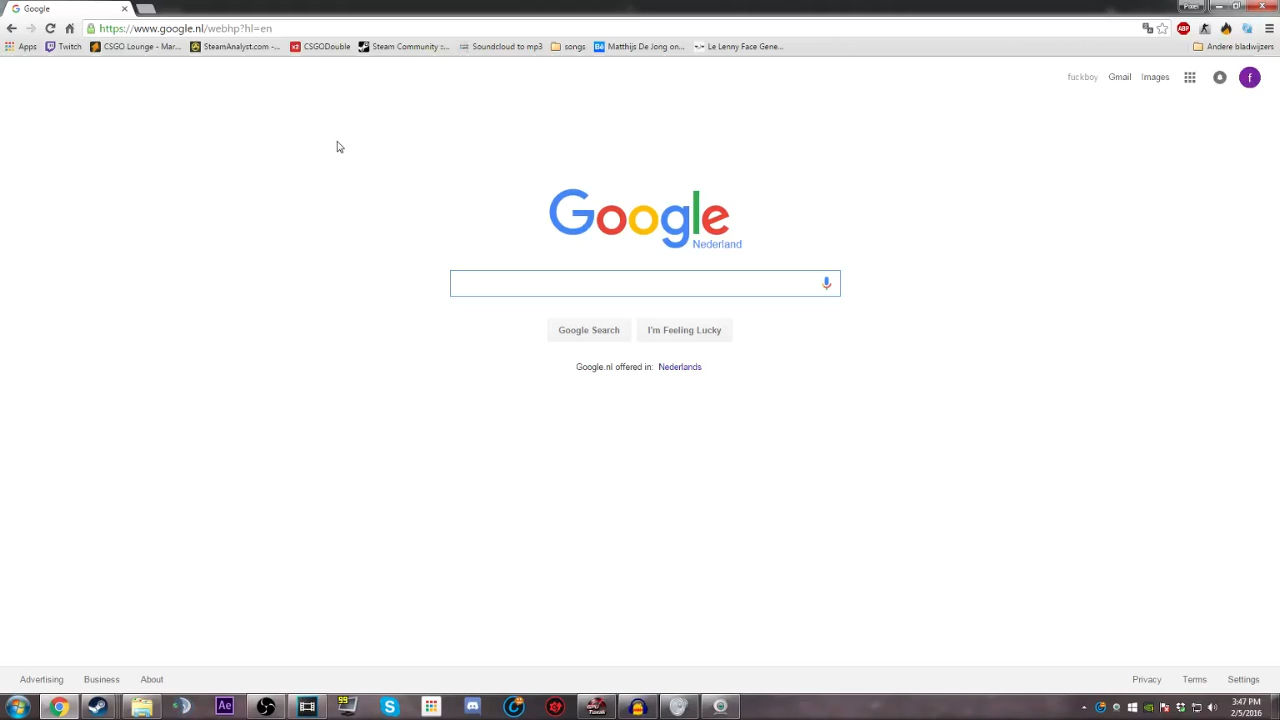 Google
Pixel
https://www.google.nl/webhp?hl=en
Apps
Twitch
CSGO Lounge - Mar...
SteamAnalyst.com -...
CSGODouble
Steam Community :...
Soundcloud to mp3
songs
Matthijs De Jong on...
Le Lenny Face Gene...
Andere bladwijzers
fuckboy
Gmail
Images
f
Google
Nederland
Google Search
I'm Feeling Lucky
Google.nl offered in: Nederlands
Advertising
Business
About
Privacy
Terms
Settings
3:47 PM
2/5/2016